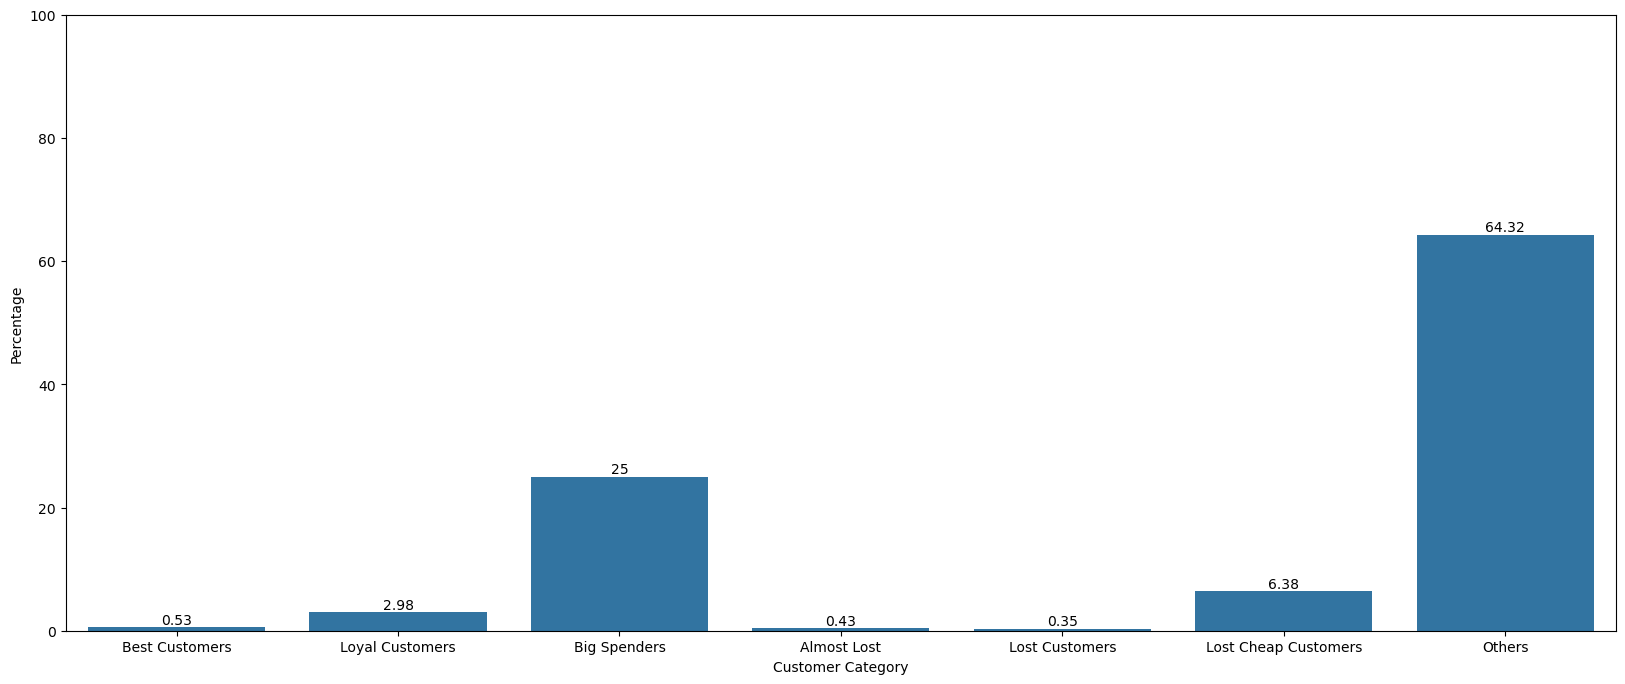 100
80
60
40
20
0
Percentage
0.53
2.98
25
0.43
0.35
6.38
64.32
Best Customers
Loyal Customers
Big Spenders
Almost Lost
Lost Customers
Lost Cheap Customers
Others
Customer Category